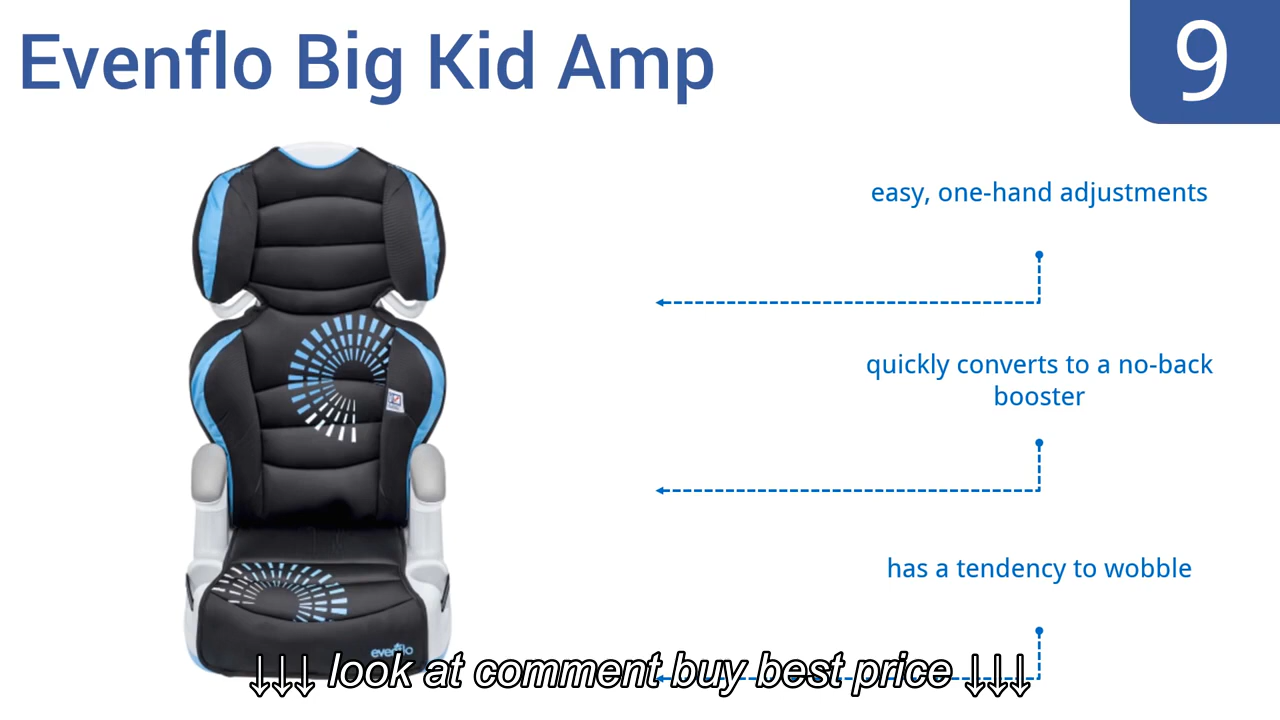 Evenflo Big Kid Amp
9
easy, one-hand adjustments
quickly converts to a no-back
booster
has a tendency to wobble
evenflo
↓↓↓ look at comment buy best price ↓↓↓